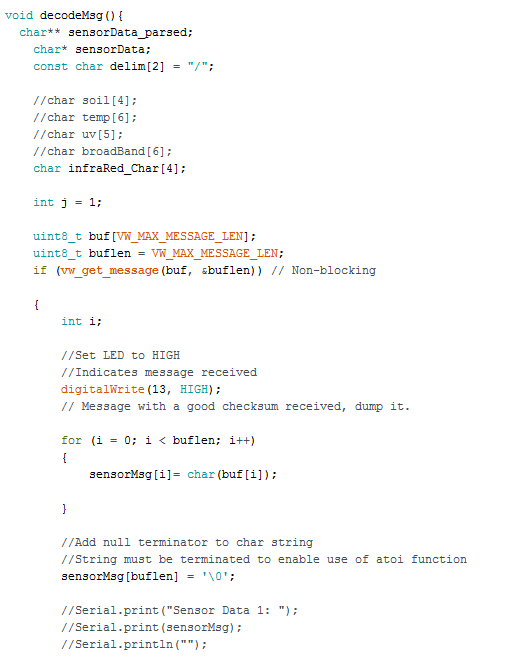 void decodeMsg(){
char** sensorData_parsed;
char* sensorData;
const char delim[2] = "/";
//char soil[4];
//char temp[6];
//char uv[5];
//char broadBand[6];
char infraRed_Char[4];
int j = 1;
uint8_t buf[VW_MAX_MESSAGE_LEN];
uint8_t buflen = VW_MAX_MESSAGE_LEN;
if (vw_get_message(buf, &buflen)) // Non-blocking
{
int i;
//Set LED to HIGH
//Indicates message received
digitalWrite(13, HIGH);
// Message with a good checksum received, dump it.
for (i = 0; i < buflen; i++)
{
sensorMsg[i]= char(buf[i]);
}
//Add null terminator to char string
//String must be terminated to enable use of atoi function
sensorMsg[buflen] = '\0';
//Serial.print("Sensor Data 1: ");
//Serial.print(sensorMsg);
//Serial.println("");